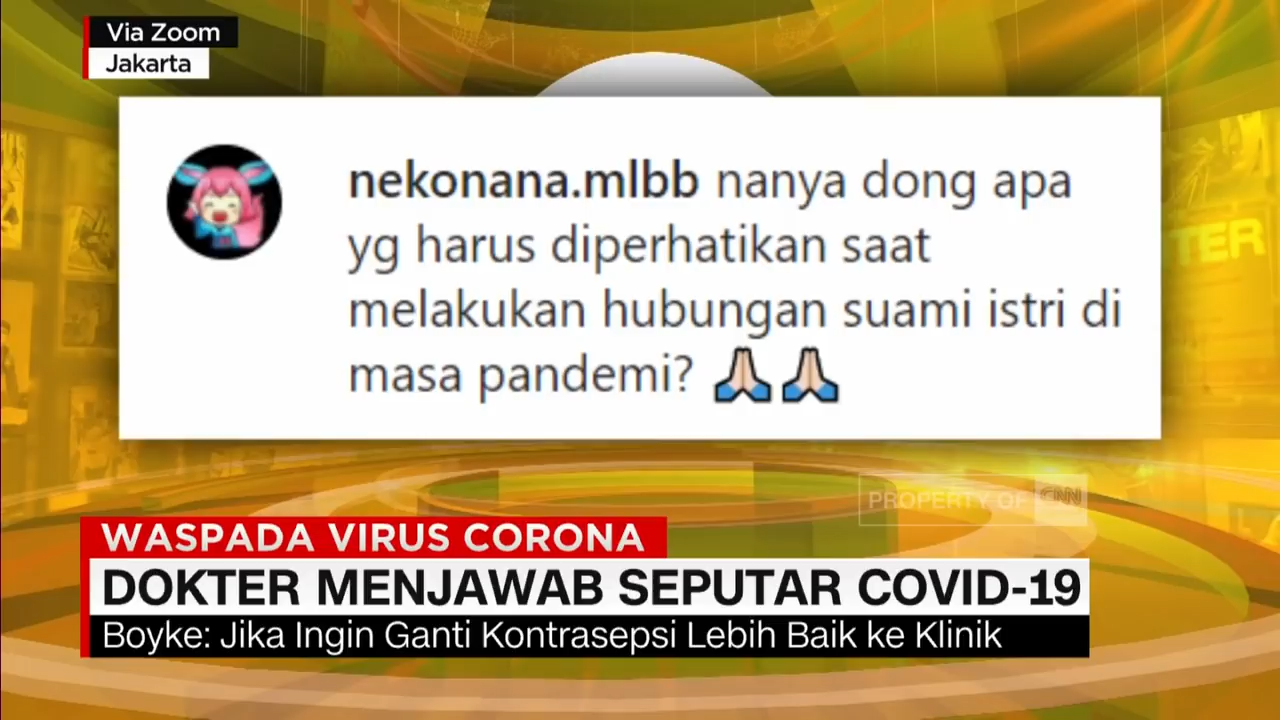 Via Zoom
Jakarta
nekonana.mlbb nanya dong apa
yg harus diperhatikan saat
melakukan hubungan suami istri di
masa pandemi? 🙏🏻🙏🏻
TER
PROPERTY OF CNN
WASPADA VIRUS CORONA
DOKTER MENJAWAB SEPUTAR COVID-19
Boyke: Jika Ingin Ganti Kontrasepsi Lebih Baik ke Klinik